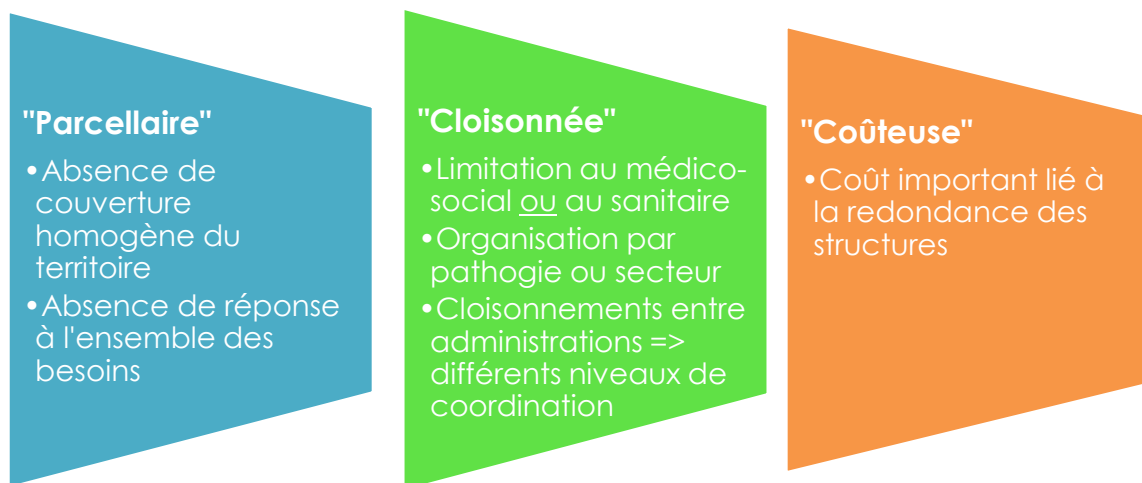 "Parcellaire"
•Absence de
couverture
homogène du
territoire
•Absence de réponse
à l'ensemble des
besoins
"Cloisonnée"
•Limitation au médico-
social ou au sanitaire
•Organisation par
pathogie ou secteur
•Cloisonnements entre
administrations =>
différents niveaux de
coordination
"Coûteuse"
•Coût important lié à
la redondance des
structures